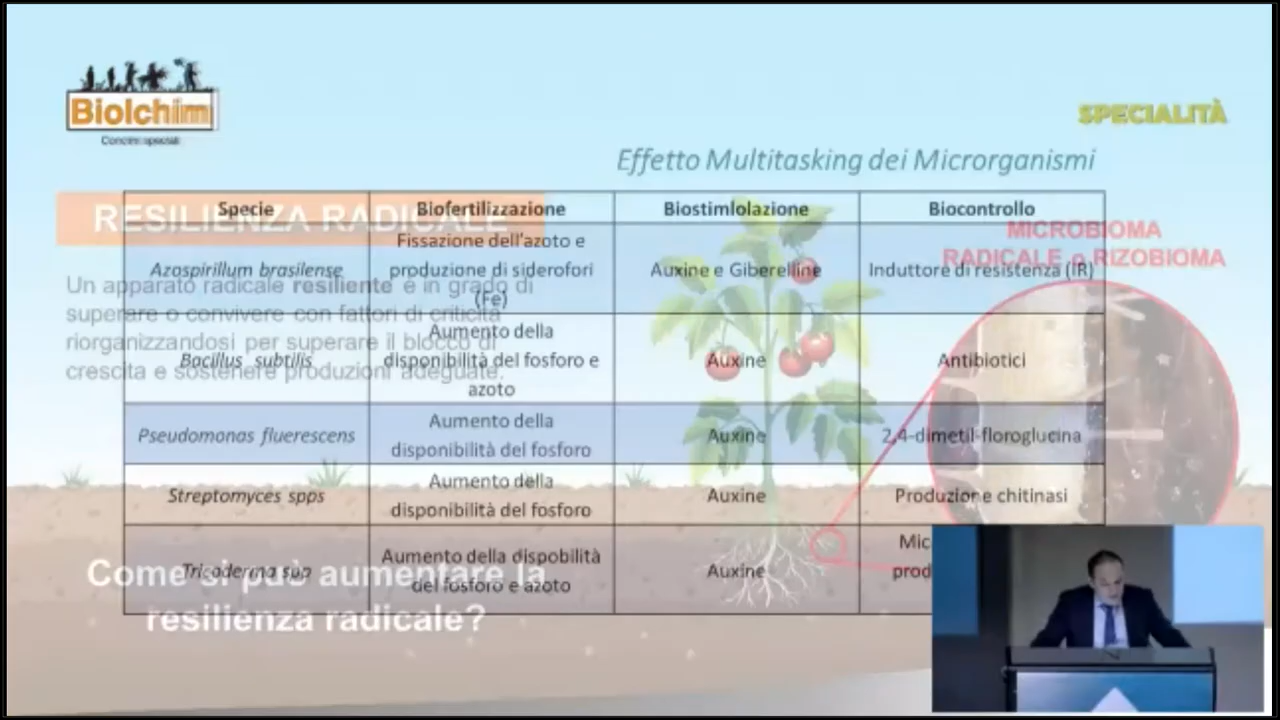 Biolchim
Concimi speciali
SPECIALITÀ
Effetto Multitasking dei Microrganismi
Specie
Biofertilizzazione
Biostimlolazione
Biocontrollo
Azospirillum brasilense
Fissazione dell'azoto e
produzione di siderofori
(Fe)
Auxine e Giberelline
Induttore di resistenza (IR)
Bacillus subtilis
Aumento della
disponibilità del fosforo e
azoto
Auxine
Antibiotici
Pseudomonas fluerescens
Aumento della
disponibilità del fosforo
Auxine
2,4-dimetil-floroglucina
Streptomyces spps
Aumento della
disponibilità del fosforo
Auxine
Produzione chitinasi
Tricoderma sup
Aumento della dispobilità
del fosforo e azoto
Auxine
Mic
prod
RESILIENZA RADICALE
Un apparato radicale resiliente è in grado di
superare o convivere con fattori di criticità
riorganizzandosi per superare il blocco di
crescita e sostenere produzioni adeguate.
MICROBIOMA
RADICALE o RIZOBIOMA
Come si può aumentare la
resilienza radicale?